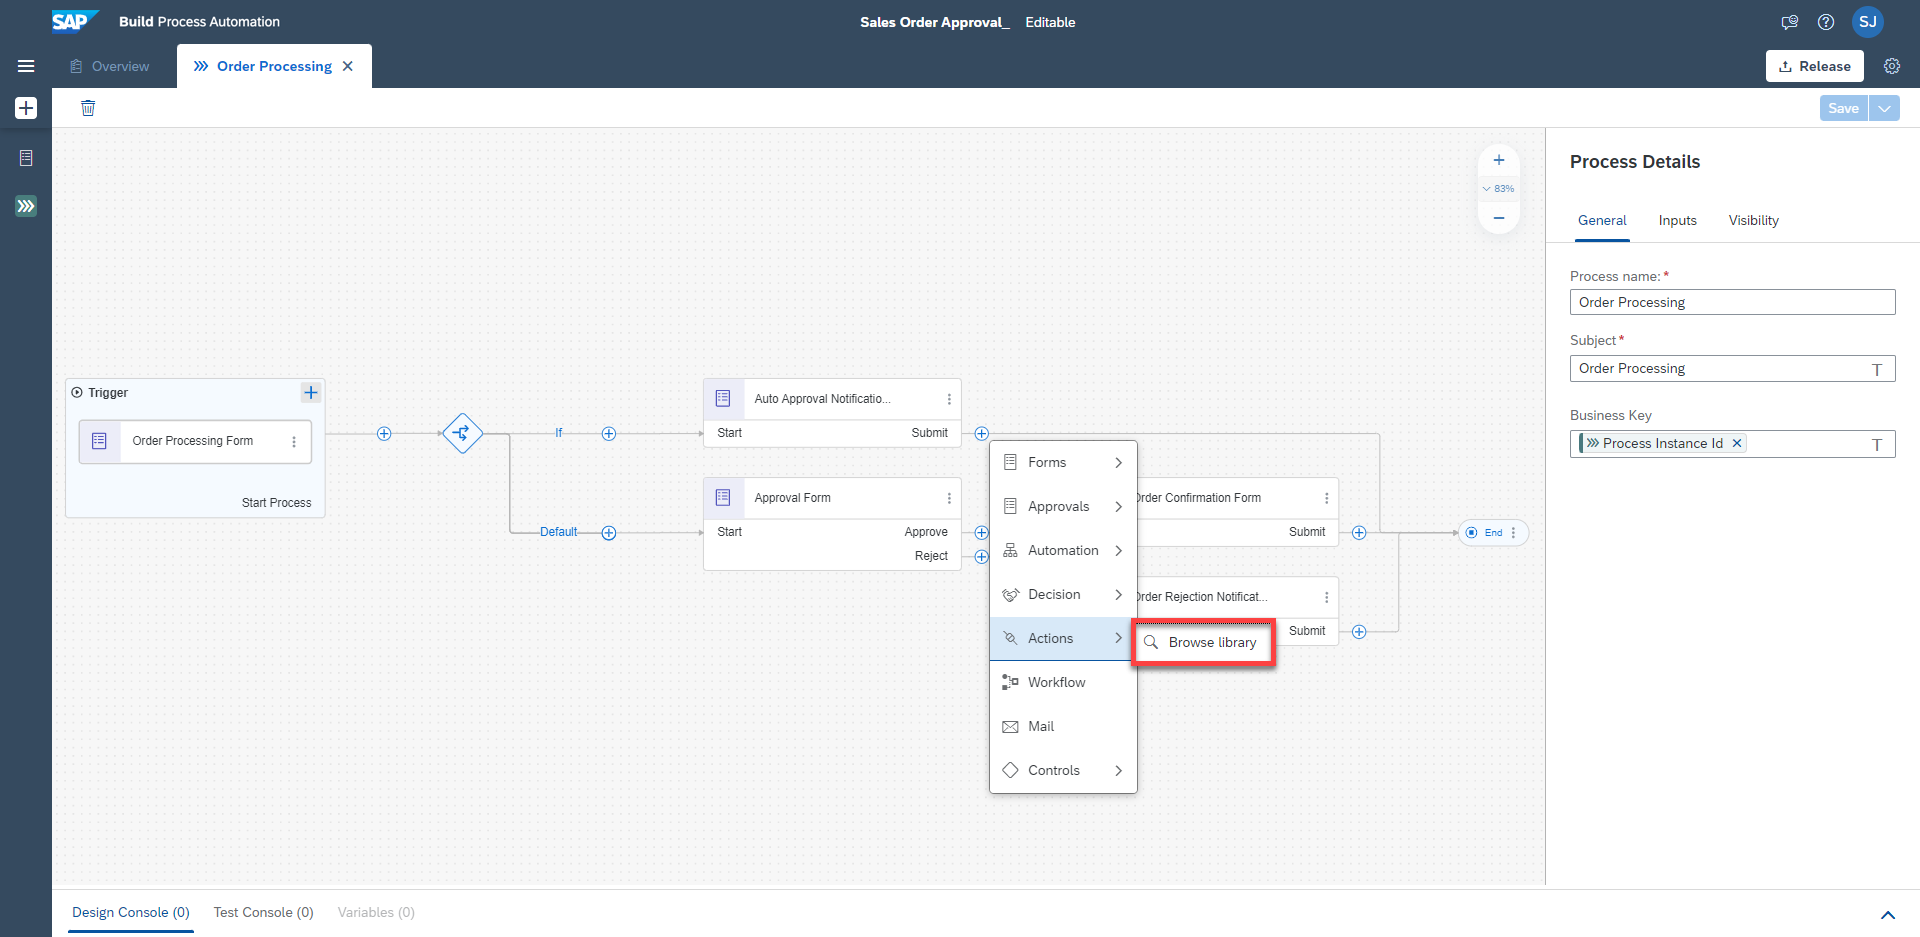 SAP Build Process Automation
Sales Order Approval_ Editable
SJ
Overview
Order Processing
Release
Save
83%
Process Details
General Inputs Visibility
Process name: *
Order Processing
Subject *
Order Processing
T
Business Key
Process Instance Id
T
Trigger
Order Processing Form
Start Process
If
Default
Auto Approval Notificatio...
Start Submit
Approval Form
Start Approve
Reject
Forms
Approvals
Automation
Decision
Actions
Workflow
Mail
Controls
Browse library
Order Confirmation Form
Submit
Order Rejection Notificat...
Submit
End
Design Console (0) Test Console (0) Variables (0)